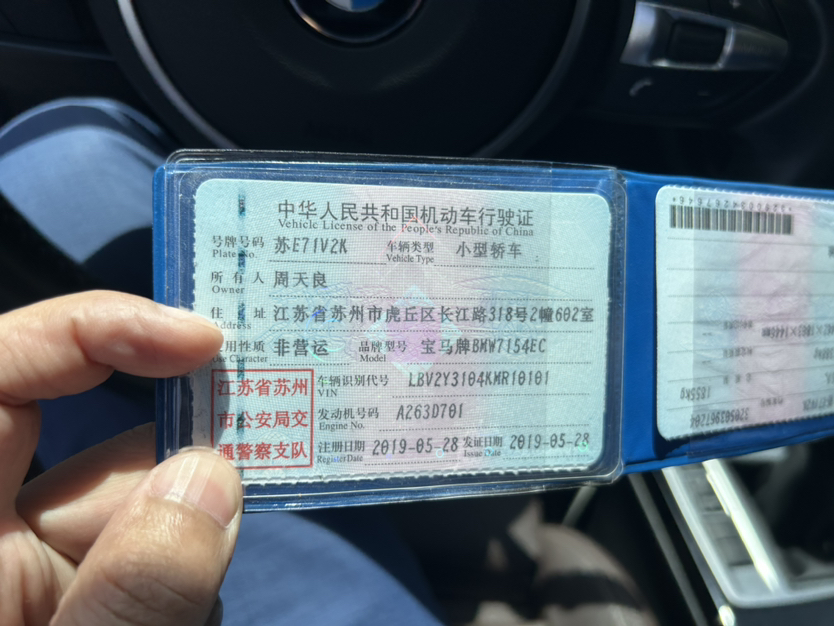 中华人民共和国机动车行驶证
Vehicle License of the People's Republic of China
号牌号码 苏E71V2K 车辆类型 小型轿车
Plate No. Vehicle Type
所有人 周天良
Owner
住址 江苏省苏州市虎丘区长江路318号2幢602室
Address
用性质 非营运 品牌型号 宝马牌BMW7154EC
Use Character Model
江苏省苏州 车辆识别代号 LBV2Y3104KMR10101
VIN
市公安局交 发动机号码 A263D701
Engine No.
通警察支队 注册日期 2019-05-28 发证日期 2019-05-28
Register Date Issue Date
1655kg